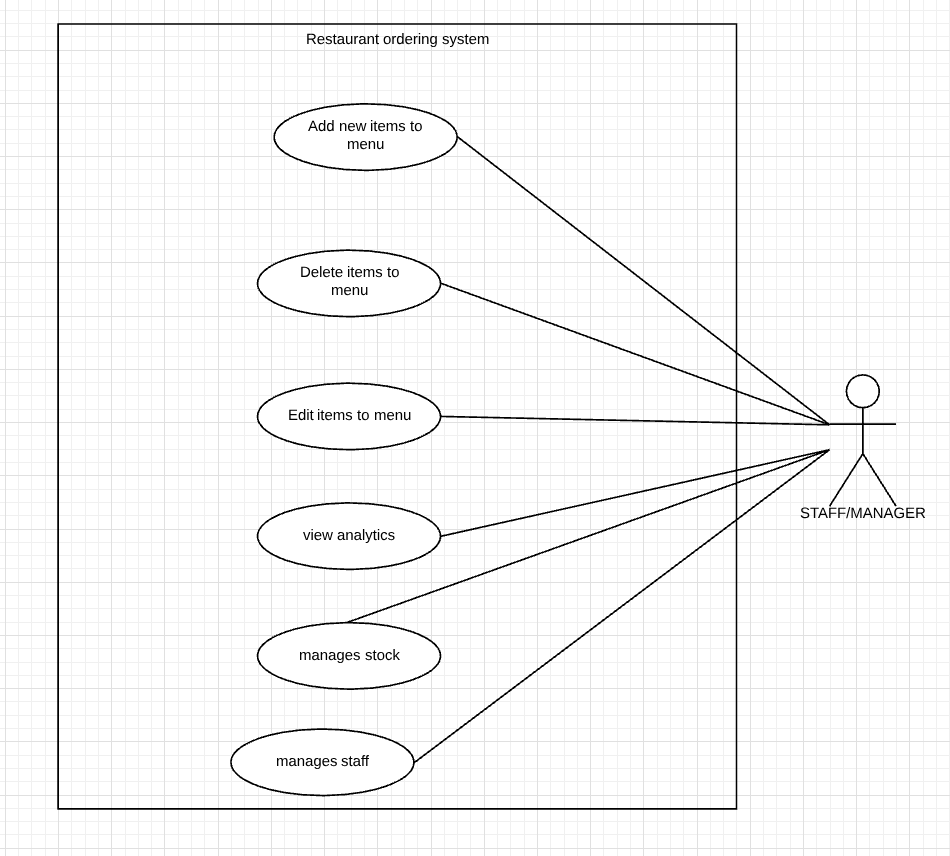 Restaurant ordering system
Add new items to
menu
Delete items to
menu
Edit items to menu
view analytics
STAFF/MANAGER
manages stock
manages staff